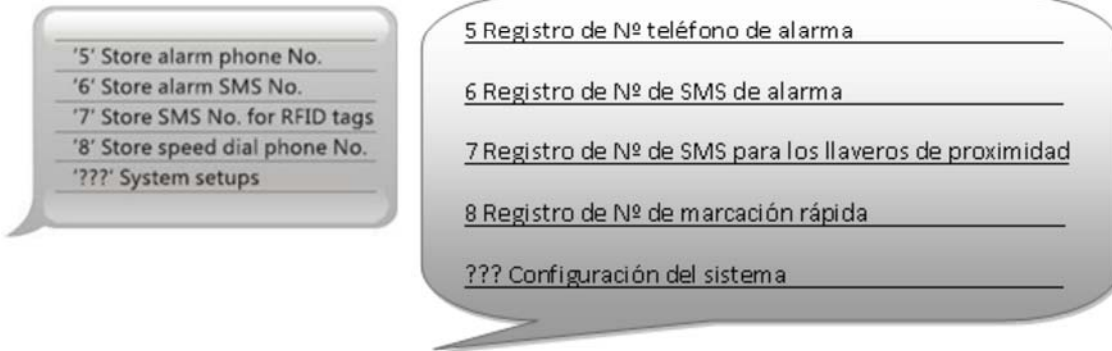 '5' Store alarm phone No.
'6' Store alarm SMS No.
'7' Store SMS No. for RFID tags
'8' Store speed dial phone No.
'???' System setups
5 Registro de Nº teléfono de alarma
6 Registro de Nº de SMS de alarma
7 Registro de Nº de SMS para los llaveros de proximidad
8 Registro de Nº de marcación rápida
??? Configuración del sistema